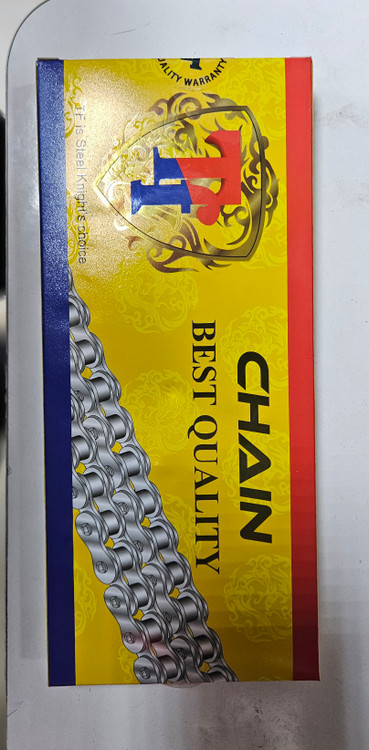 QUALITY WARRANTY
TF
TF is Steel Knight's choice
CHAIN
BEST QUALITY